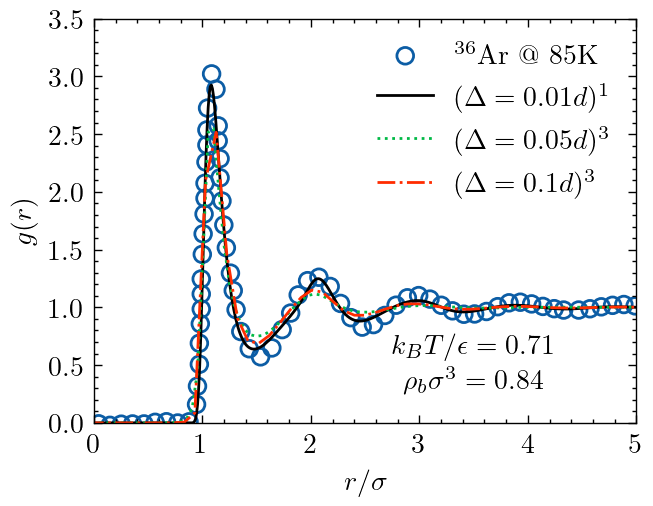 3.5
3.0
2.5
2.0
1.5
1.0
0.5
0.0
g(r)
³⁶Ar @ 85K
(Δ = 0.01d)¹
(Δ = 0.05d)³
(Δ = 0.1d)³
k_BT/ϵ = 0.71
ρ_bσ³ = 0.84
0 1 2 3 4 5
r/σ